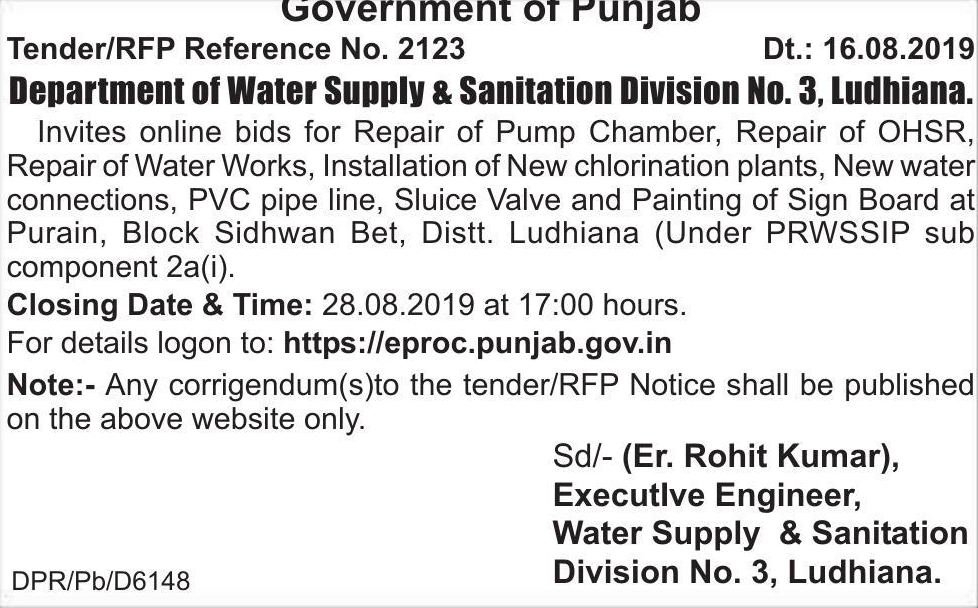 Government of Punjab
Tender/RFP Reference No. 2123 Dt.: 16.08.2019
Department of Water Supply & Sanitation Division No. 3, Ludhiana.
Invites online bids for Repair of Pump Chamber, Repair of OHSR,
Repair of Water Works, Installation of New chlorination plants, New water
connections, PVC pipe line, Sluice Valve and Painting of Sign Board at
Purain, Block Sidhwan Bet, Distt. Ludhiana (Under PRWSSIP sub
component 2a(i).
Closing Date & Time: 28.08.2019 at 17:00 hours.
For details logon to: https://eproc.punjab.gov.in
Note:- Any corrigendum(s)to the tender/RFP Notice shall be published
on the above website only.
Sd/- (Er. Rohit Kumar),
ExecutIve Engineer,
Water Supply & Sanitation
Division No. 3, Ludhiana.
DPR/Pb/D6148